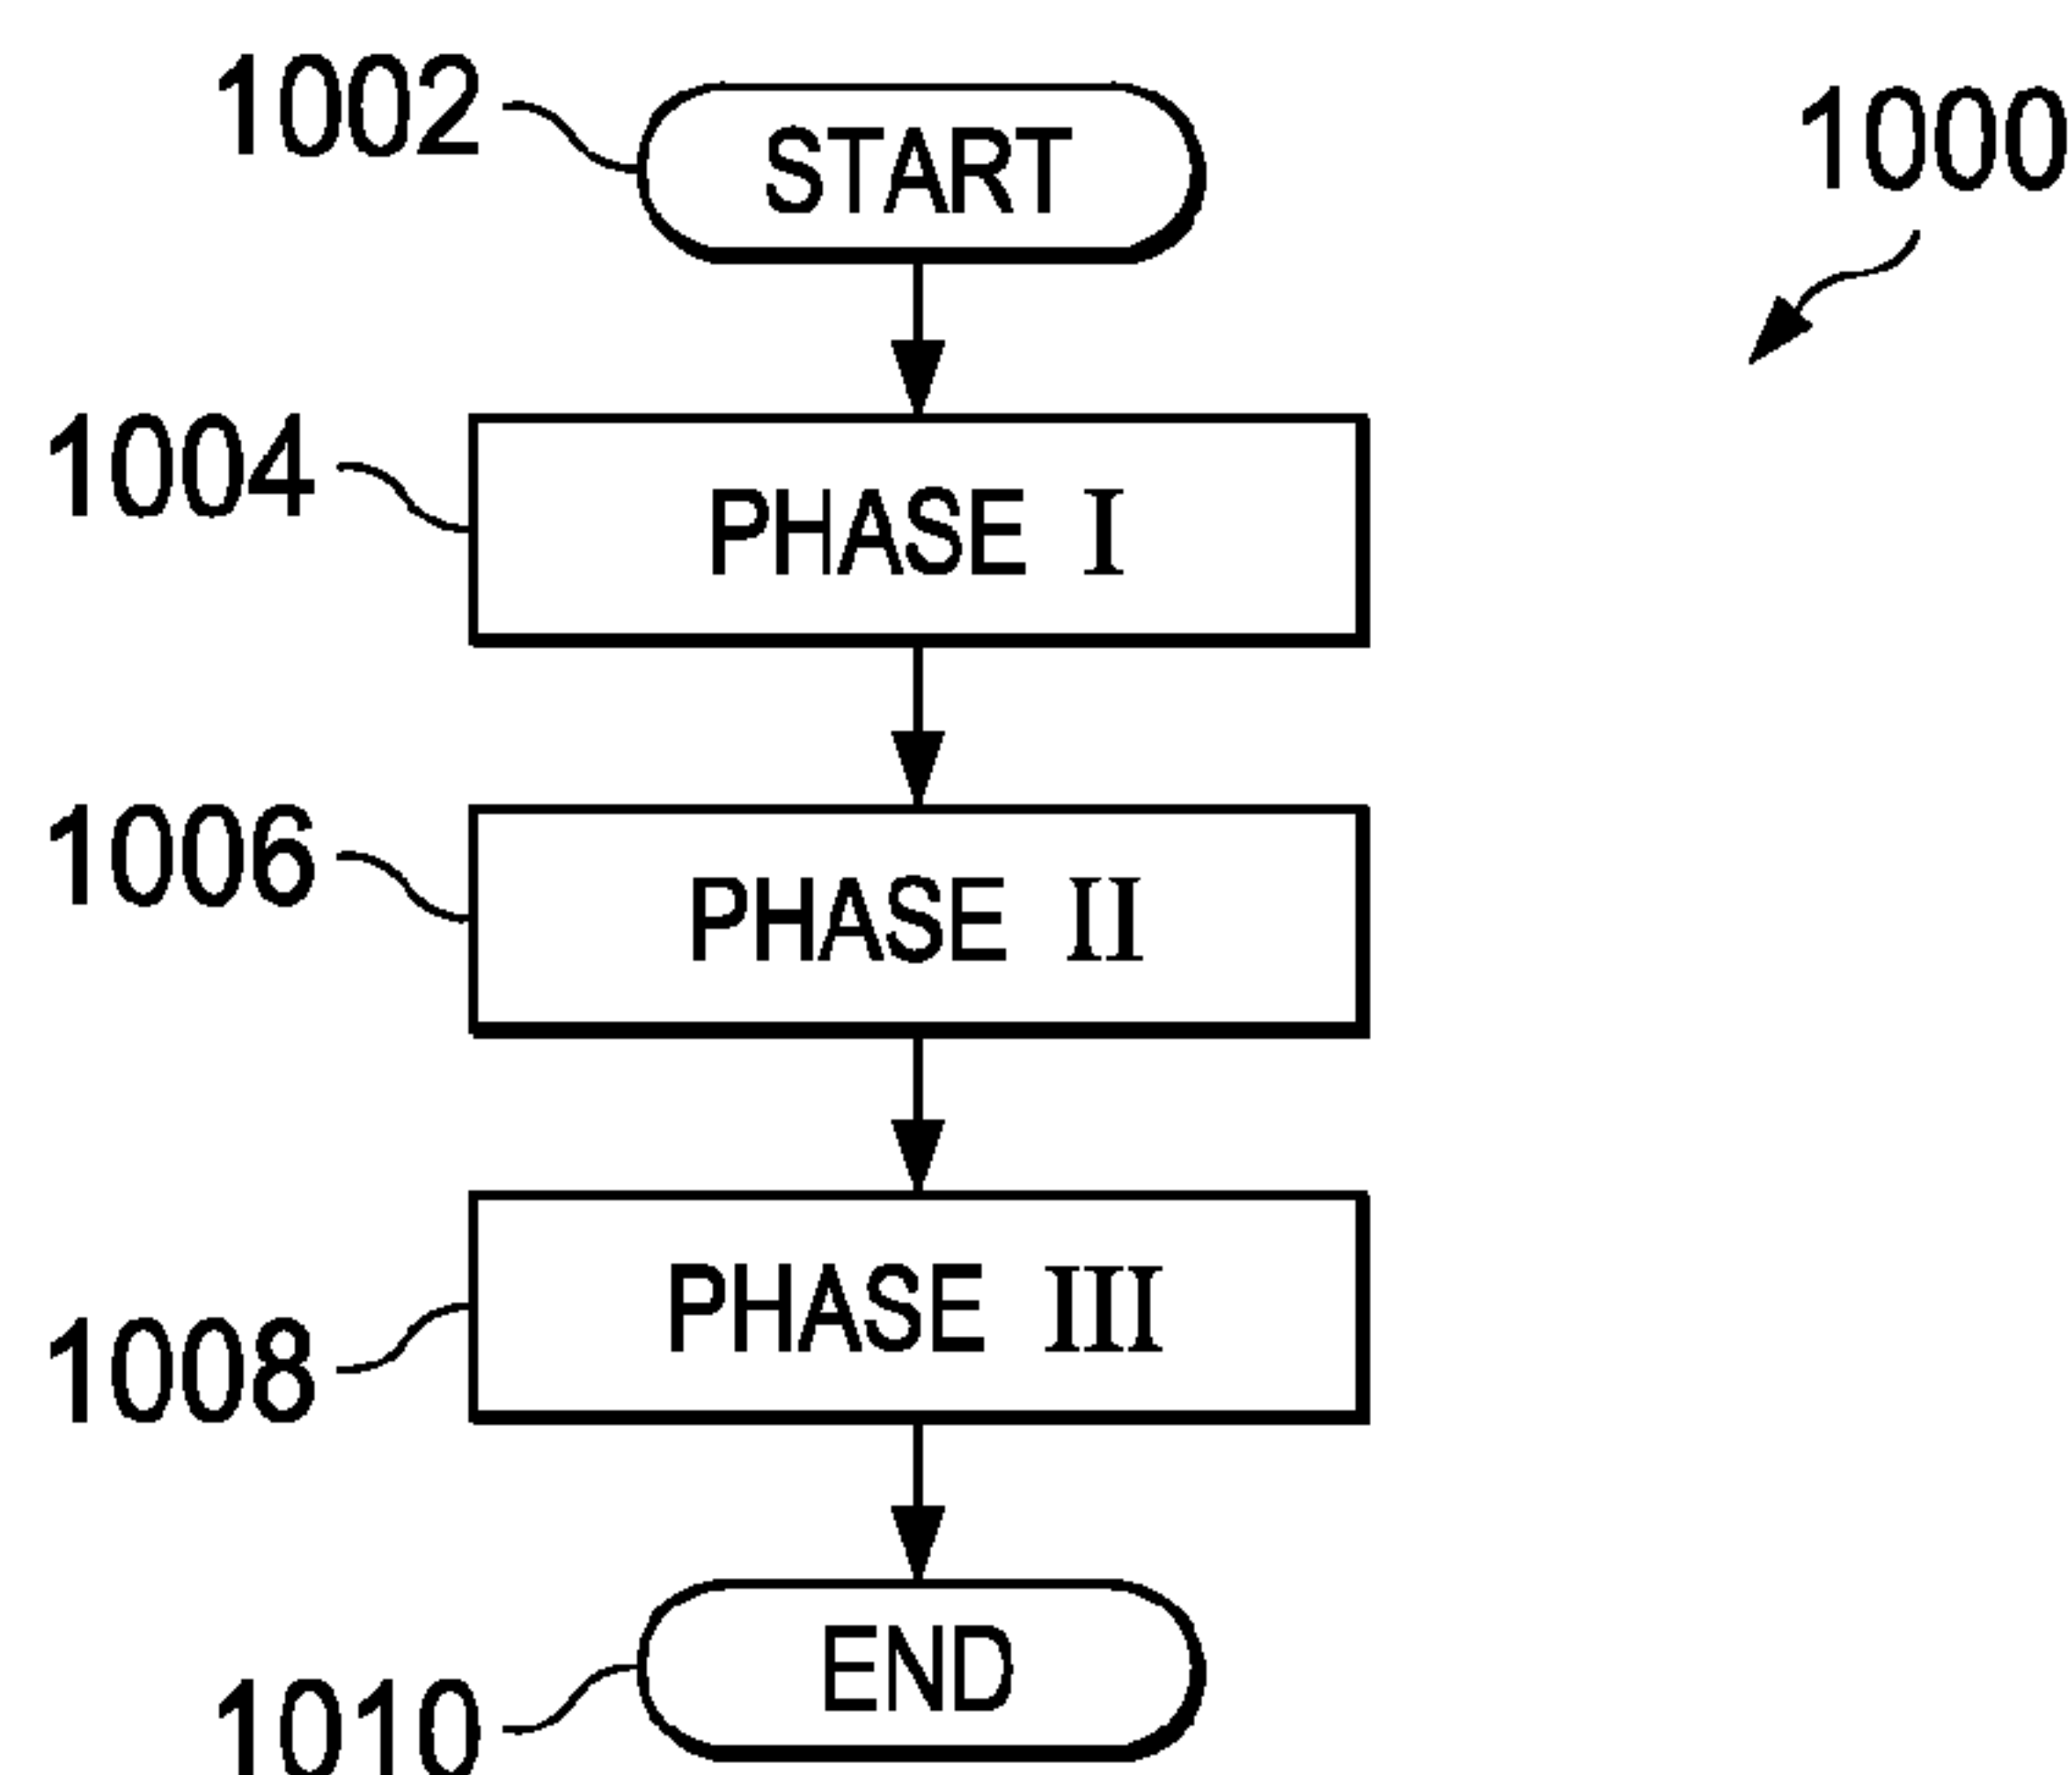 1002
START
1000
1004
PHASE I
1006
PHASE II
PHASE III
1008
END
1010